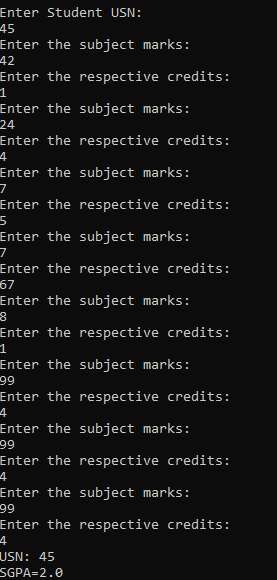 Enter Student USN:
45
Enter the subject marks:
42
Enter the respective credits:
1
Enter the subject marks:
24
Enter the respective credits:
4
Enter the subject marks:
7
Enter the respective credits:
5
Enter the subject marks:
7
Enter the respective credits:
67
Enter the subject marks:
8
Enter the respective credits:
1
Enter the subject marks:
99
Enter the respective credits:
4
Enter the subject marks:
99
Enter the respective credits:
4
Enter the subject marks:
99
Enter the respective credits:
4
USN: 45
SGPA=2.0